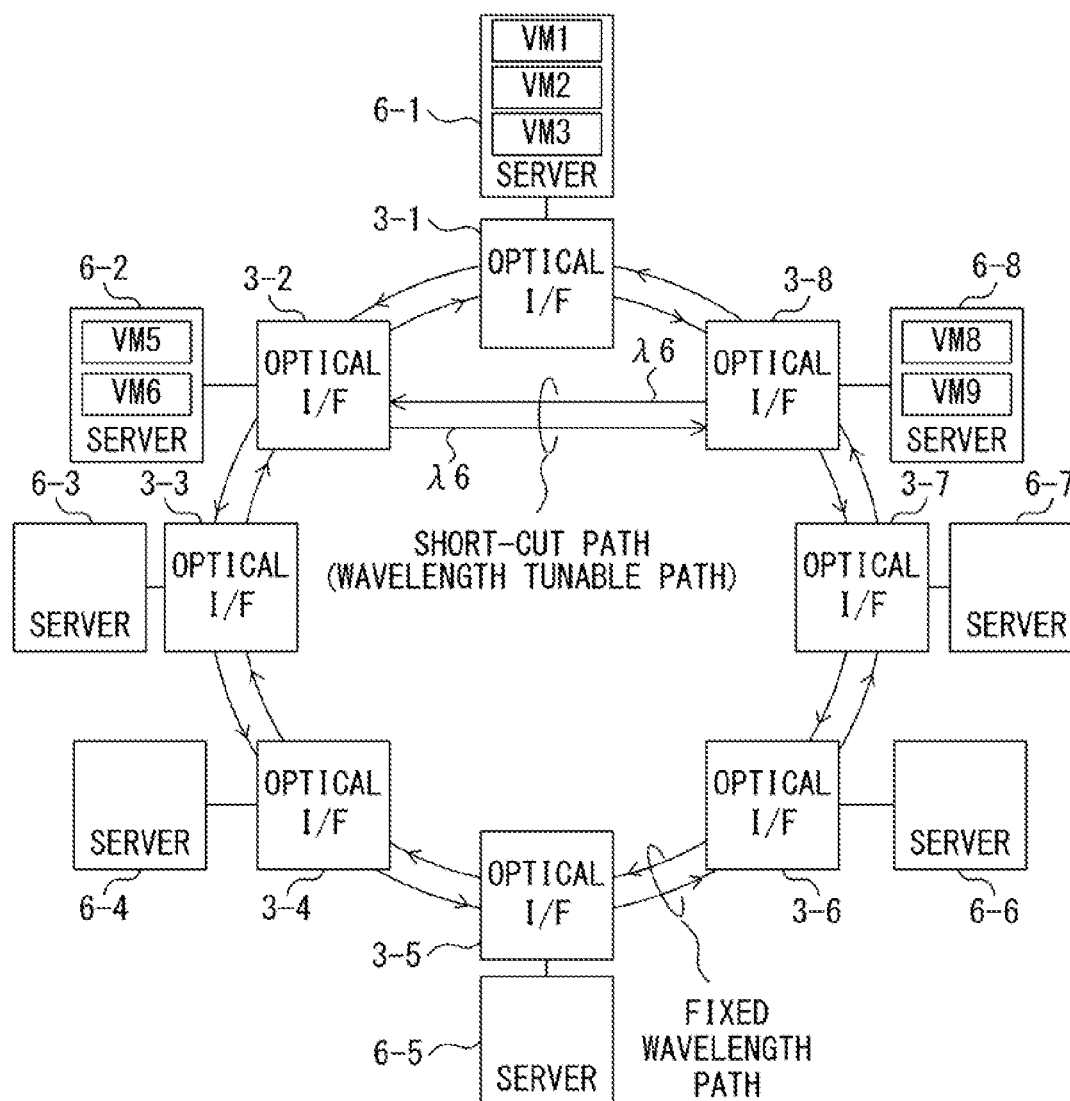 VM1
VM2
VM3
SERVER
6-1
3-1
OPTICAL
I/F
6-2
VM5
VM6
SERVER
3-2
OPTICAL
I/F
3-8
OPTICAL
I/F
6-8
VM8
VM9
SERVER
λ6
λ6
SHORT-CUT PATH
(WAVELENGTH TUNABLE PATH)
6-3
SERVER
3-3
OPTICAL
I/F
3-7
OPTICAL
I/F
6-7
SERVER
SERVER
6-4
OPTICAL
I/F
3-4
OPTICAL
I/F
3-5
OPTICAL
I/F
3-6
SERVER
6-6
6-5
SERVER
FIXED
WAVELENGTH
PATH